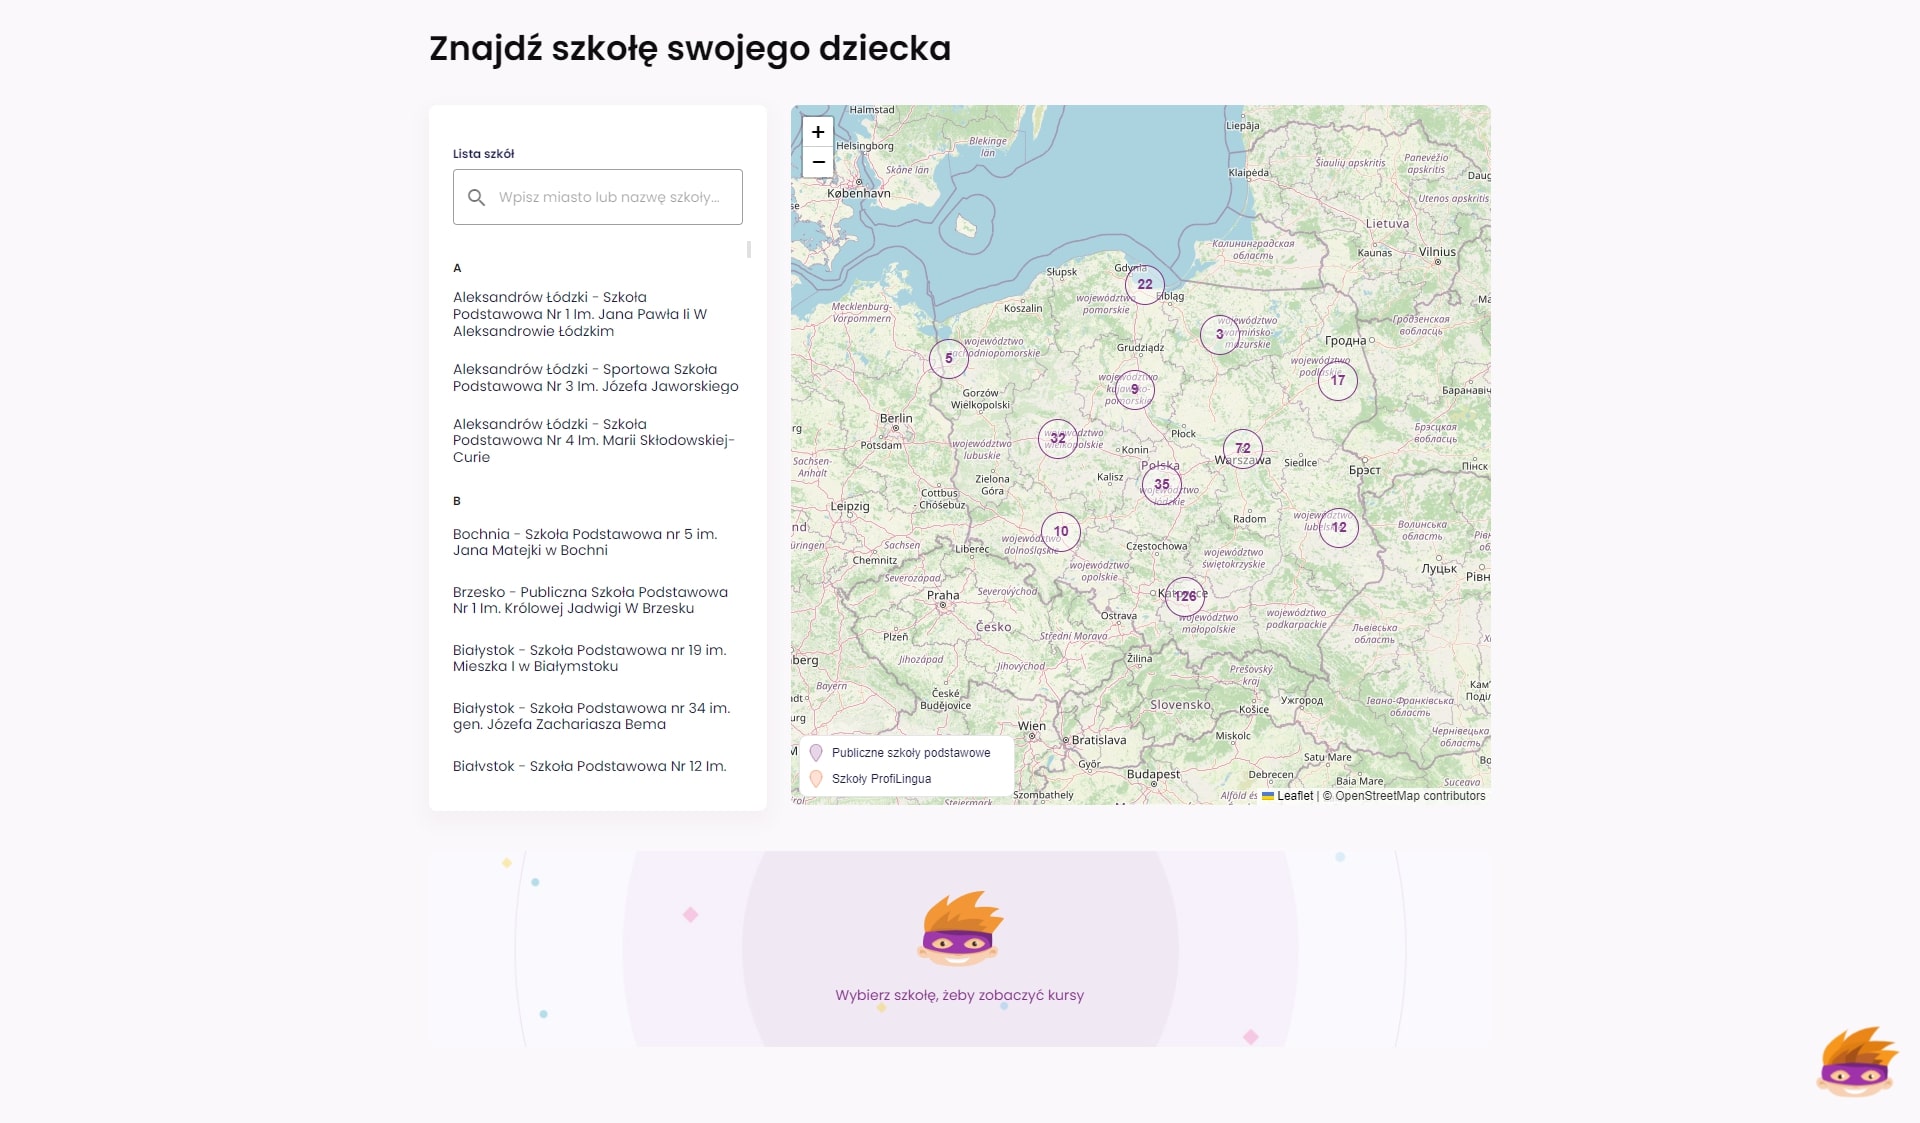 Znajdź szkołę swojego dziecka
Lista szkół
Wpisz miasto lub nazwę szkoły...
A
Aleksandrów Łódzki - Szkoła
Podstawowa Nr 1 Im. Jana Pawła Ii W
Aleksandrowie Łódzkim
Aleksandrów Łódzki - Sportowa Szkoła
Podstawowa Nr 3 Im. Józefa Jaworskiego
Aleksandrów Łódzki - Szkoła
Podstawowa Nr 4 Im. Marii Skłodowskiej-
Curie
B
Bochnia - Szkoła Podstawowa nr 5 im.
Jana Matejki w Bochni
Brzesko - Publiczna Szkoła Podstawowa
Nr 1 Im. Królowej Jadwigi W Brzesku
Białystok - Szkoła Podstawowa nr 19 im.
Mieszka I w Białymstoku
Białystok - Szkoła Podstawowa nr 34 im.
gen. Józefa Zachariasza Bema
Białystok - Szkoła Podstawowa Nr 12 Im.
+
−
Halmstad
Liepāja
Helsingborg
Blekinge
län
Skåne län
Šiaulių apskritis
Panevėžio
apskritis
Klaipėda
København
Utenos apskritis
Lietuva
Kaunas
Vilnius
Калининградская
область
Słupsk
Gdynia
22
Elbląg
województwo
pomorskie
Koszalin
Mecklenburg-
Vorpommern
3
województwo
warmińsko-
mazurskie
Гродзенская
вобласць
Гродно
Grudziądz
5
województwo
zachodniopomorskie
województwo
podlaskie
17
9
województwo
kujawsko-
pomorskie
Баранавіч
Gorzów
Wielkopolski
Berlin
Potsdam
Брэсцкая
вобласць
32
województwo
wielkopolskie
Płock
72
Warszawa
Siedlce
województwo
lubuskie
Konin
Polska
Брэст
Пінск
Sachsen-
Anhalt
Zielona
Góra
Kalisz
35
województwo
łódzkie
Cottbus
- Chóśebuz
Leipzig
Radom
województwo
lubelskie
12
Волинська
область
10
województwo
dolnośląskie
Sachsen
Liberec
Częstochowa
województwo
świętokrzyskie
Chemnitz
województwo
opolskie
Луцьк
Severozápad
Severovýchod
Praha
Katowice
126
Ostrava
województwo
małopolskie
województwo
podkarpackie
Česko
Střední Morava
Львівська
область
Plzeň
Jihozápad
Jihovýchod
Žilina
Prešovský
kraj
Bayern
České
Budějovice
Slovensko
Košice
Ужгород
Івано-Франківська
область
Wien
Bratislava
Miskolc
Чернівецька
область
Győr
Satu Mare
Budapest
Debrecen
Baia Mare
Suceava
Szombathely
Steiermark
Alföld és
Publiczne szkoły podstawowe
Szkoły ProfiLingua
Leaflet | © OpenStreetMap contributors
Wybierz szkołę, żeby zobaczyć kursy